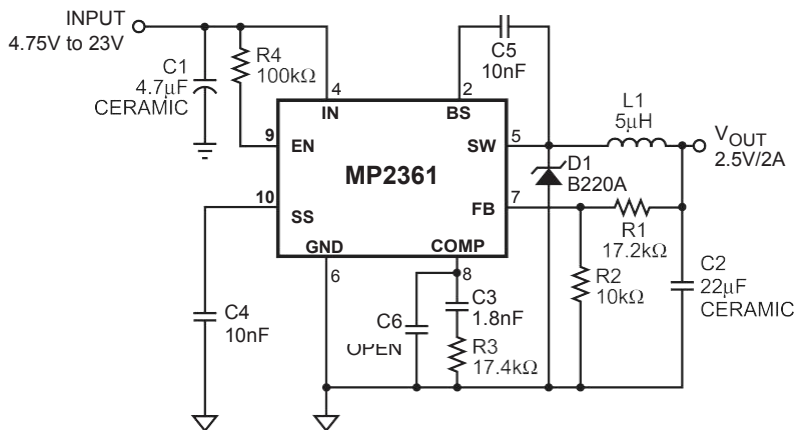 INPUT
4.75V to 23V
C1
4.7µF
CERAMIC
R4
100kΩ
4
IN
2
BS
C5
10nF
9
EN
SW
5
L1
5µH
VOUT
2.5V/2A
D1
B220A
MP2361
10
SS
FB
7
R1
17.2kΩ
GND
6
COMP
8
R2
10kΩ
C2
22µF
CERAMIC
C4
10nF
C6
OPEN
C3
1.8nF
R3
17.4kΩ